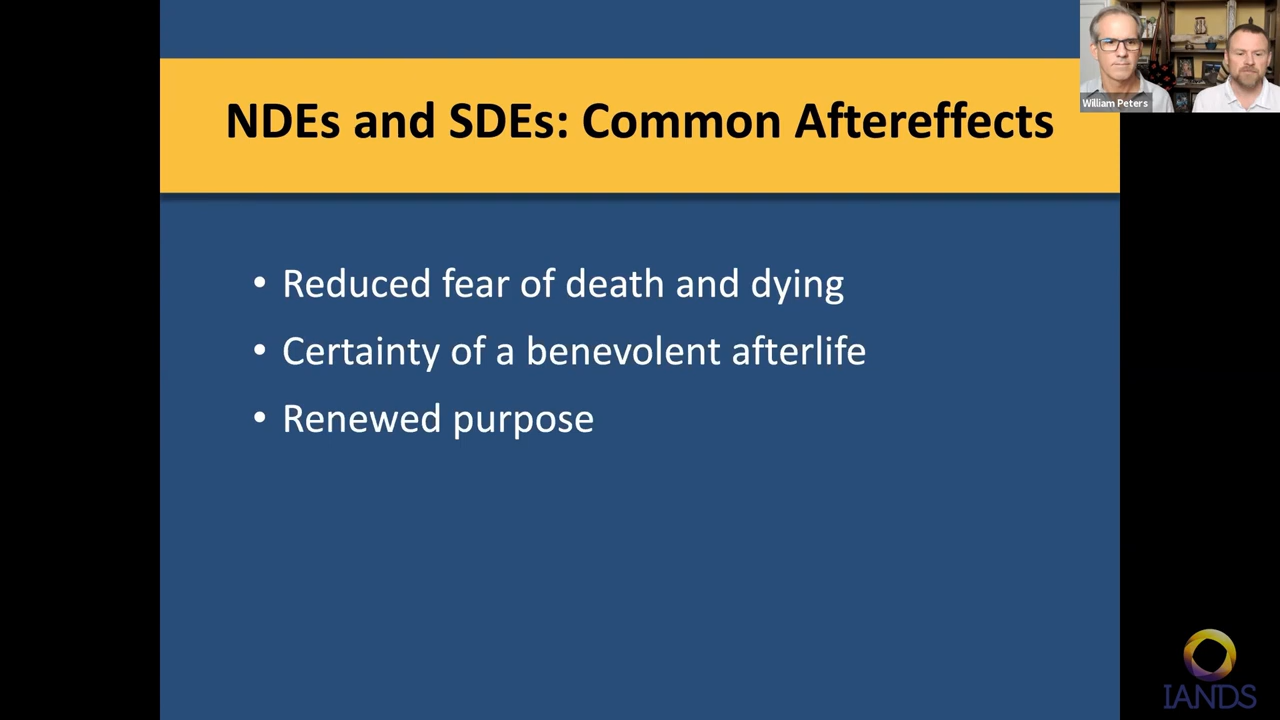 William Peters
NDEs and SDEs: Common Aftereffects
• Reduced fear of death and dying
• Certainty of a benevolent afterlife
• Renewed purpose
IANDS